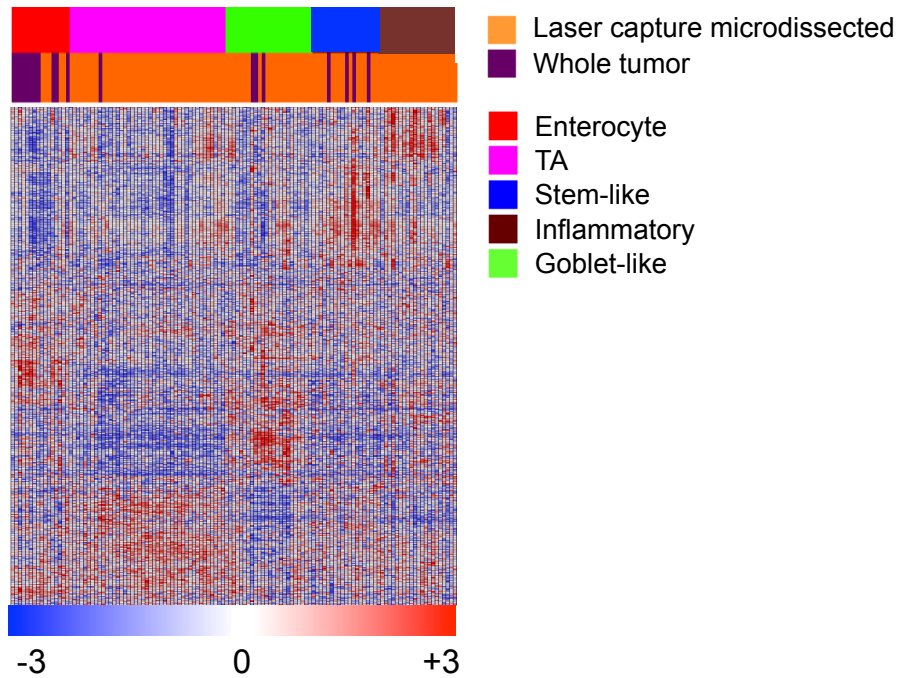 Laser capture microdissected
Whole tumor
Enterocyte
TA
Stem-like
Inflammatory
Goblet-like
-3 0 +3